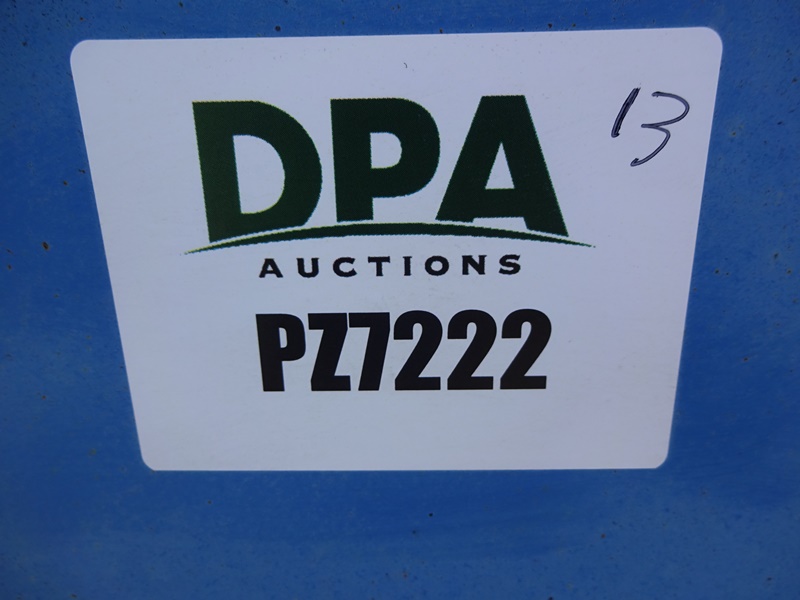 DPA
13
AUCTIONS
PZ7222